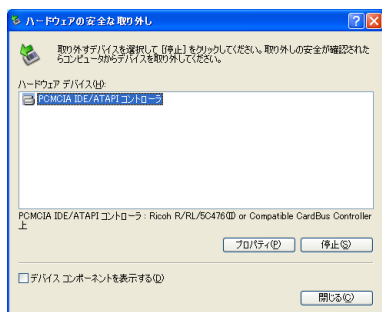 ハードウェアの安全な取り外し
取り外すデバイスを選択して [停止] をクリックしてください。取り外しの安全が確認された
らコンピュータからデバイスを取り外してください。
ハードウェア デバイス(H):
PCMCIA IDE/ATAPI コントローラ
PCMCIA IDE/ATAPI コントローラ : Ricoh R/RL/5C476(II) or Compatible CardBus Controller
上
プロパティ(P) 停止(S)
デバイス コンポーネントを表示する(D)
閉じる(C)